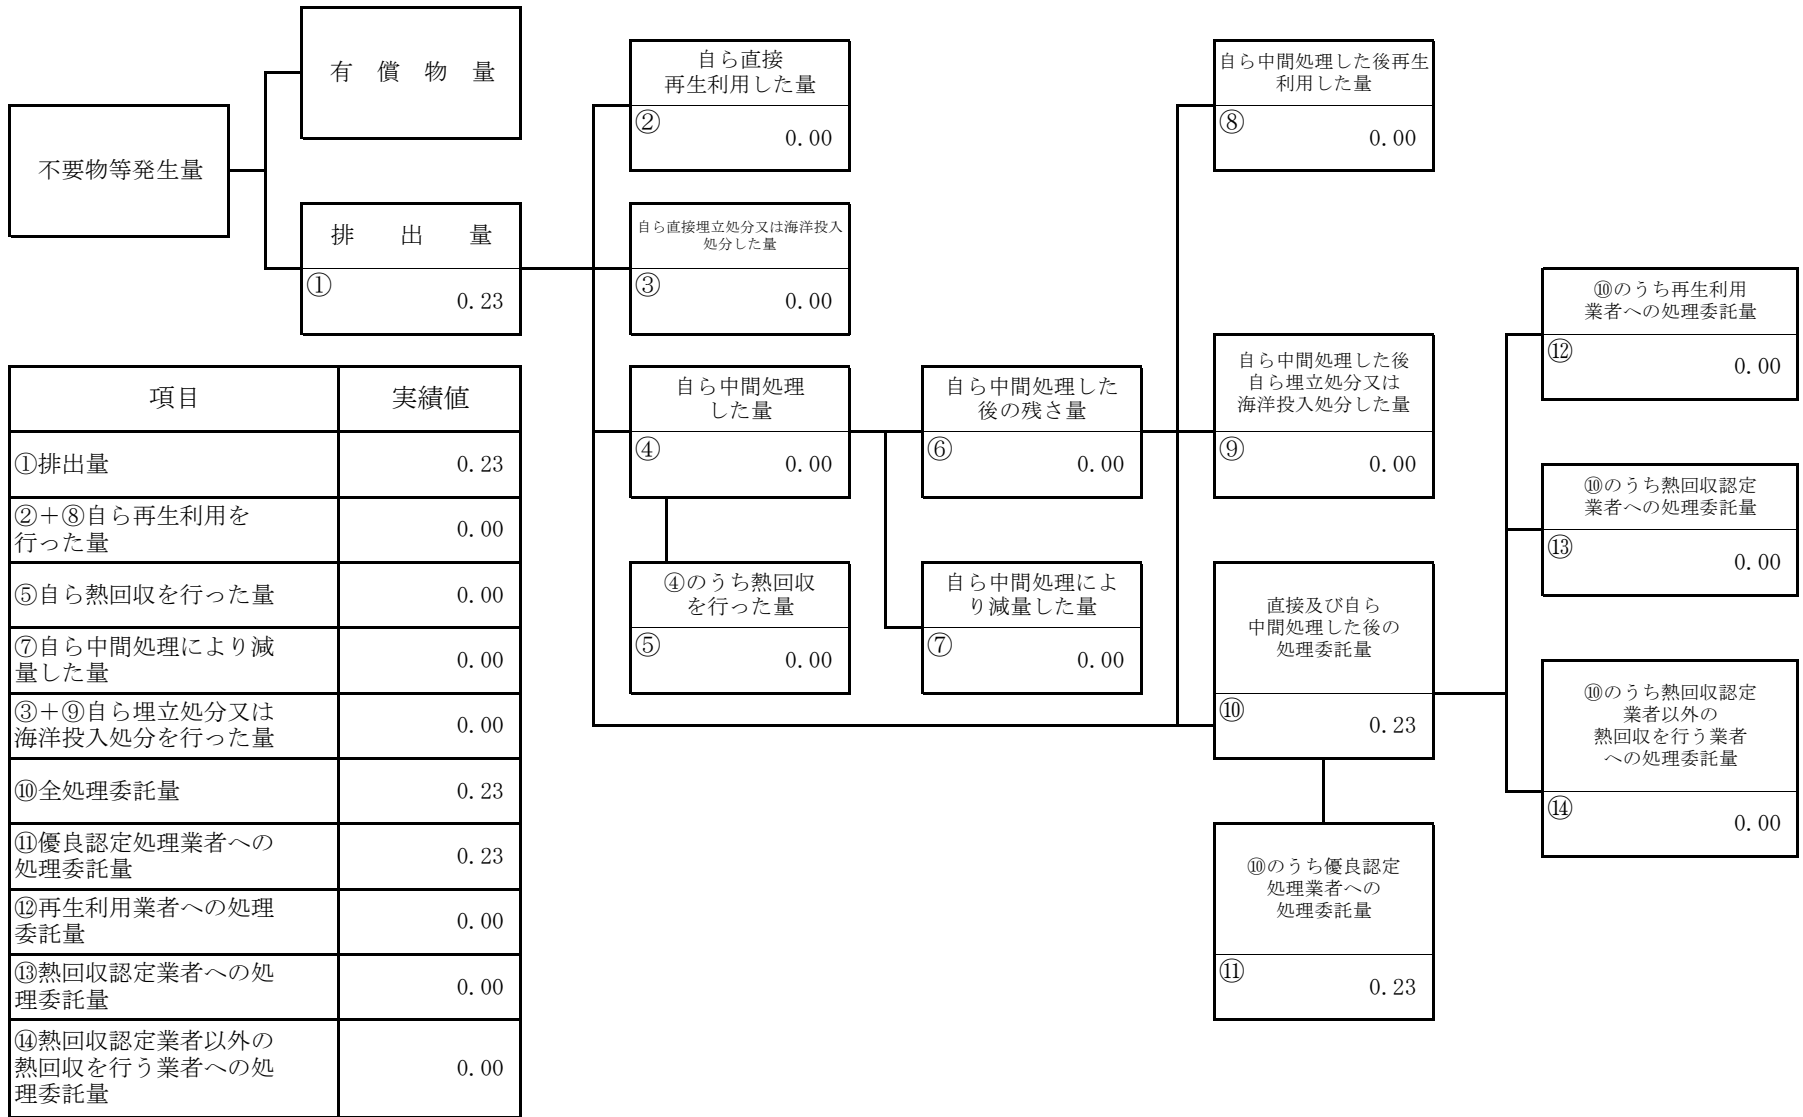 有　償　物　量
不要物等発生量
排　出　量
①
0.23
自ら直接
再生利用した量
②
0.00
自ら直接埋立処分又は海洋投入
処分した量
③
0.00
自ら中間処理
した量
④
0.00
④のうち熱回収
を行った量
⑤
0.00
自ら中間処理した
後の残さ量
⑥
0.00
自ら中間処理によ
り減量した量
⑦
0.00
自ら中間処理した後再生
利用した量
⑧
0.00
自ら中間処理した後
自ら埋立処分又は
海洋投入処分した量
⑨
0.00
直接及び自ら
中間処理した後の
処理委託量
⑩
0.23
⑩のうち優良認定
処理業者への
処理委託量
⑪
0.23
⑩のうち再生利用
業者への処理委託量
⑫
0.00
⑩のうち熱回収認定
業者への処理委託量
⑬
0.00
⑩のうち熱回収認定
業者以外の
熱回収を行う業者
への処理委託量
⑭
0.00
項目　実績値
①排出量　0.23
②＋⑧自ら再生利用を
行った量　0.00
⑤自ら熱回収を行った量　0.00
⑦自ら中間処理により減
量した量　0.00
③＋⑨自ら埋立処分又は
海洋投入処分を行った量　0.00
⑩全処理委託量　0.23
⑪優良認定処理業者への
処理委託量　0.23
⑫再生利用業者への処理
委託量　0.00
⑬熱回収認定業者への処
理委託量　0.00
⑭熱回収認定業者以外の
熱回収を行う業者への処
理委託量　0.00